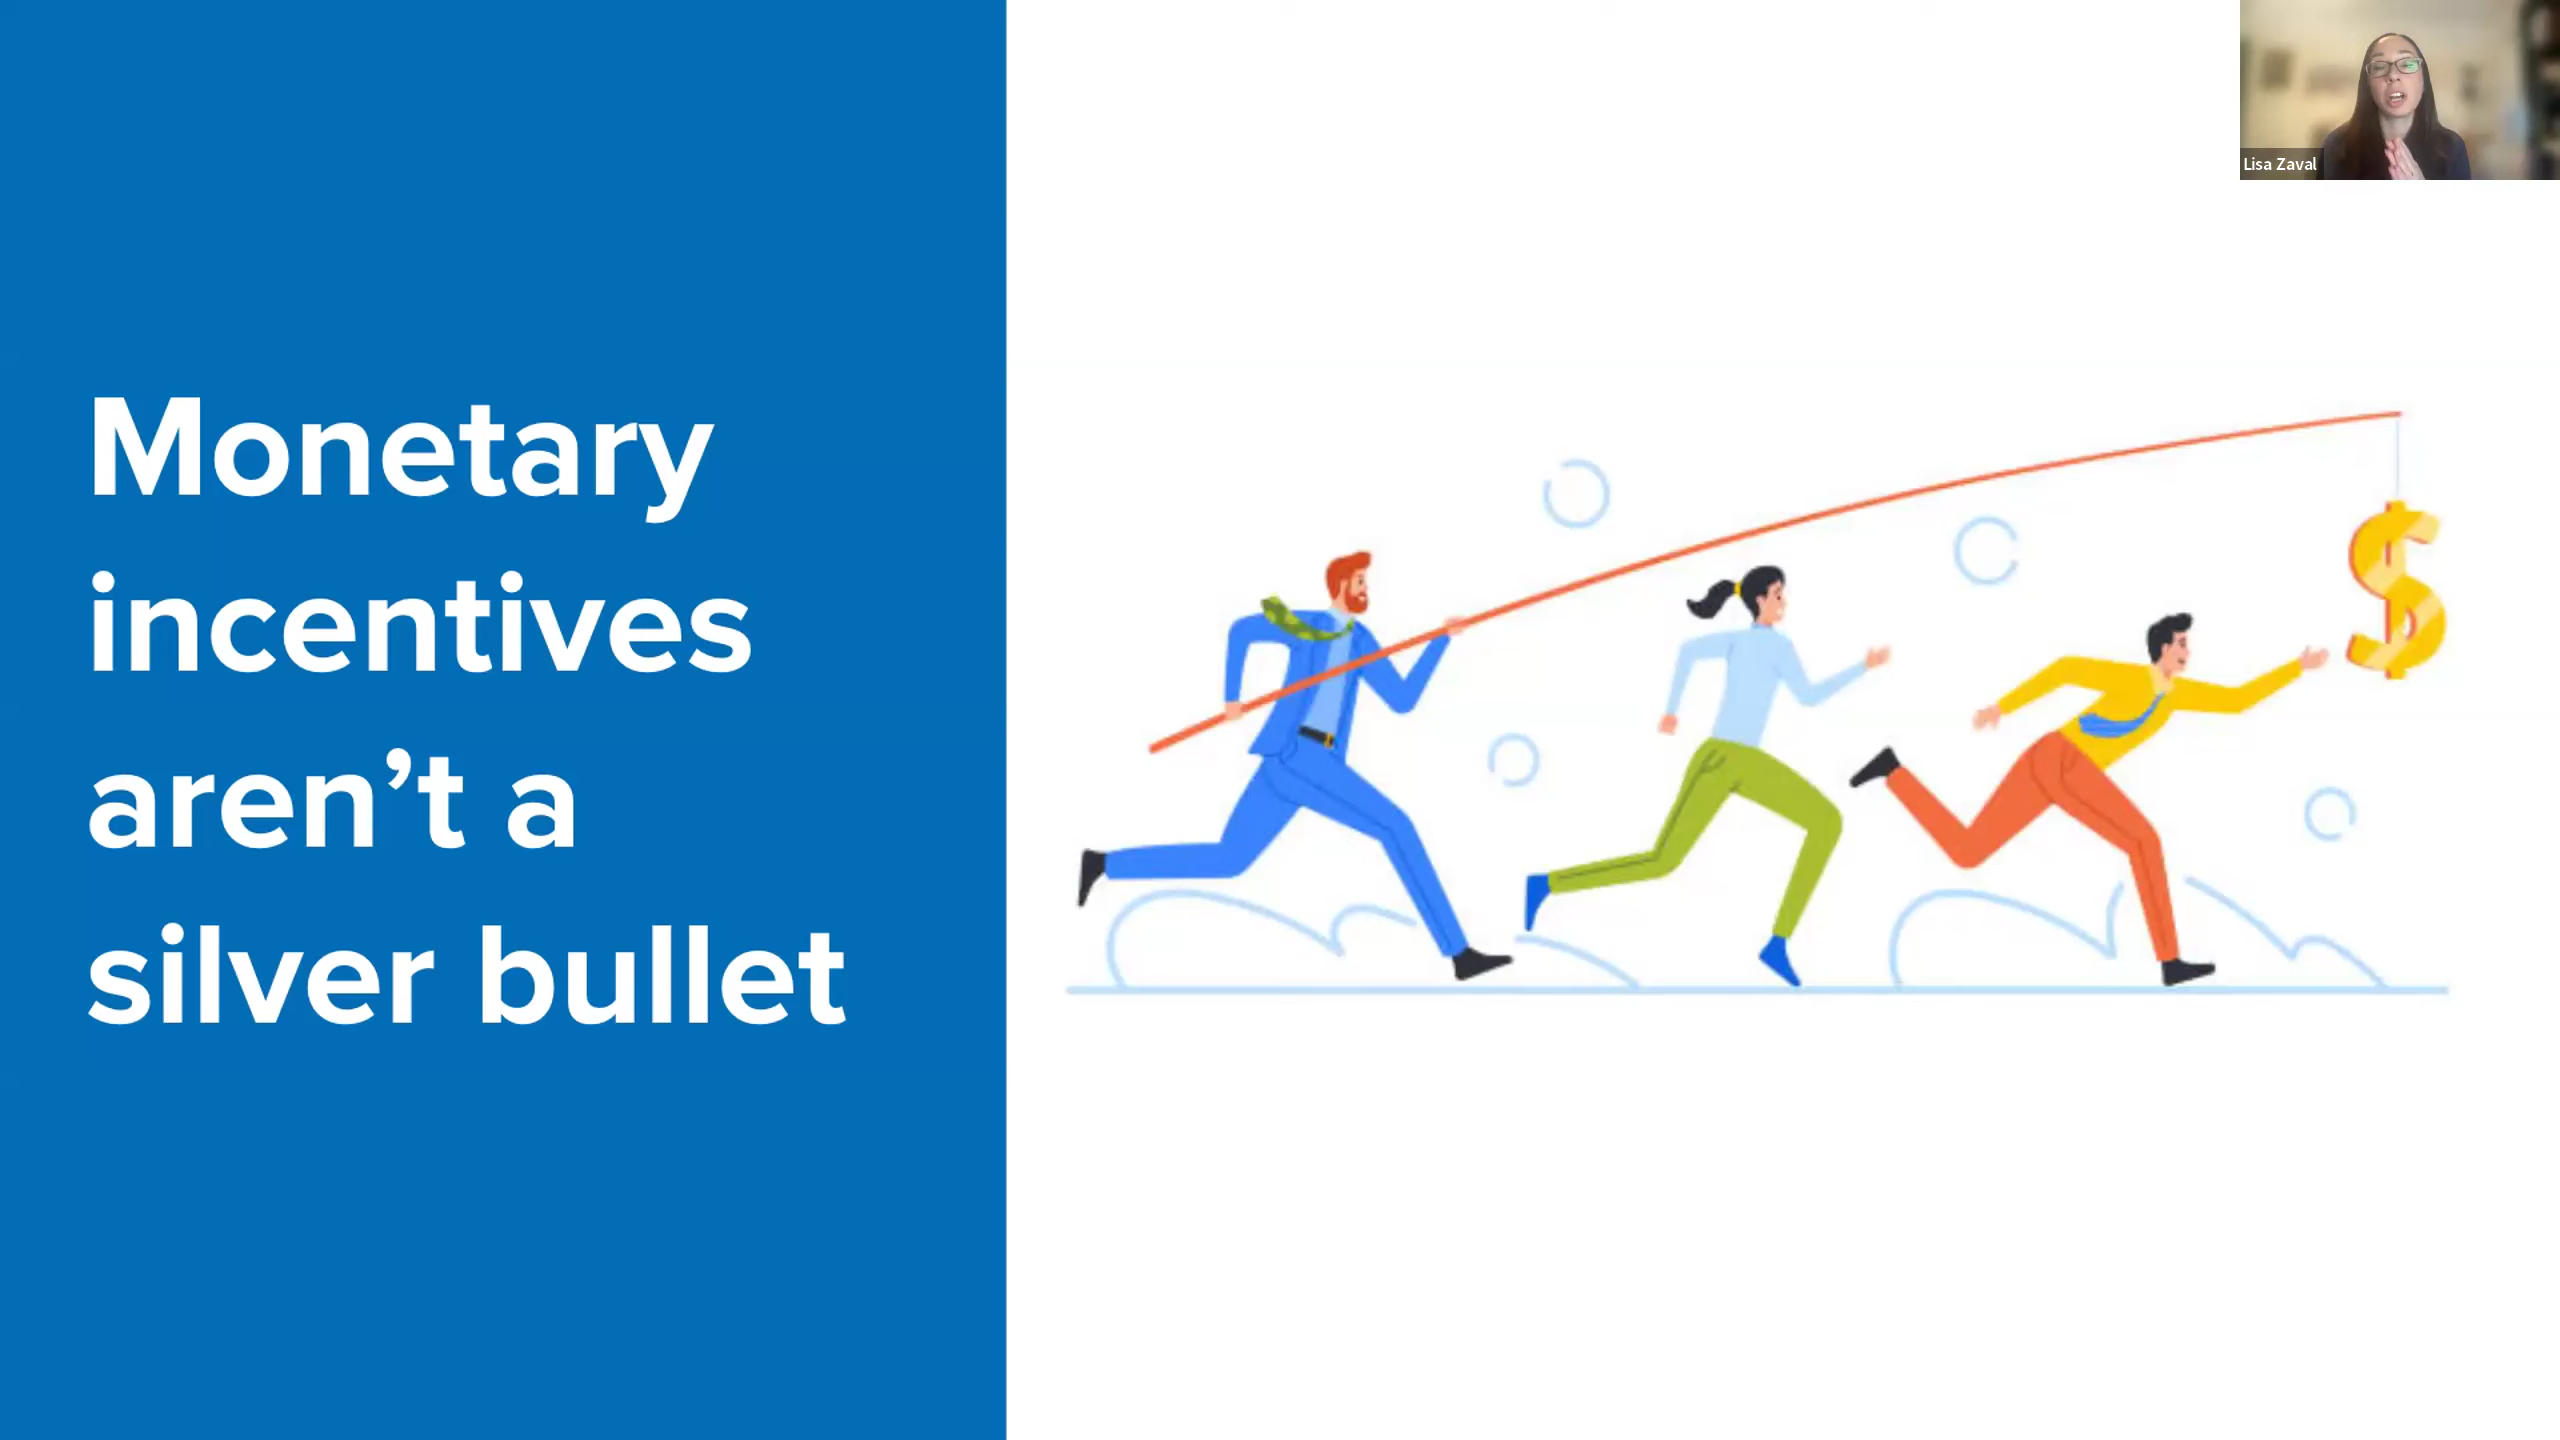 Monetary
incentives
aren’t a
silver bullet
$
Lisa Zaval